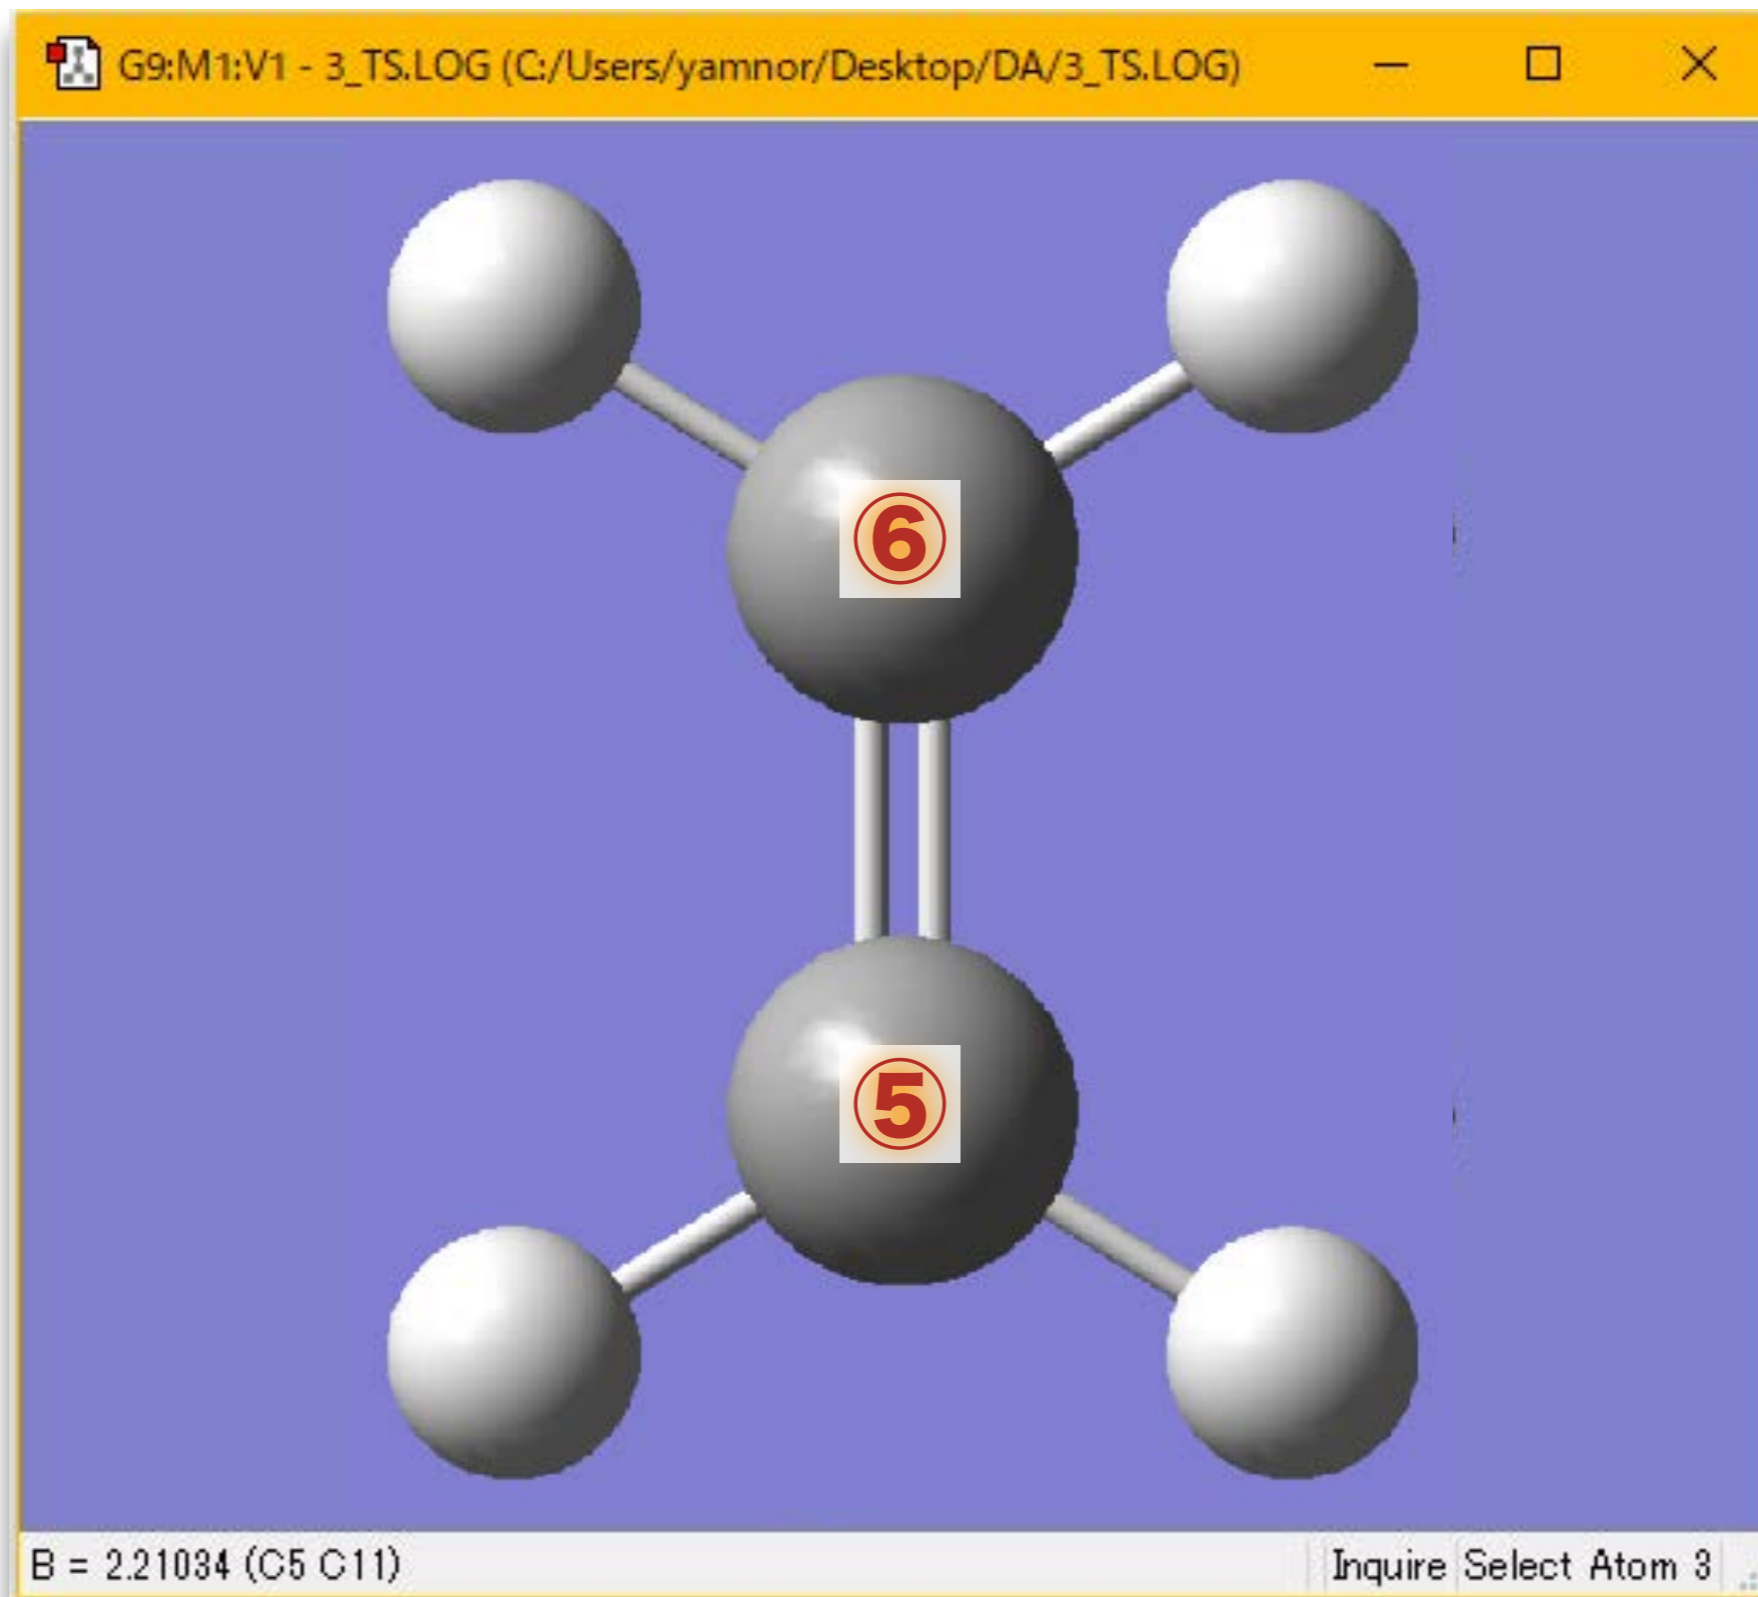 G9:M1:V1 - 3_TS.LOG (C:/Users/yamnor/Desktop/DA/3_TS.LOG)
⑥
⑤
B = 2.21034 (C5 C11)
Inquire Select Atom 3